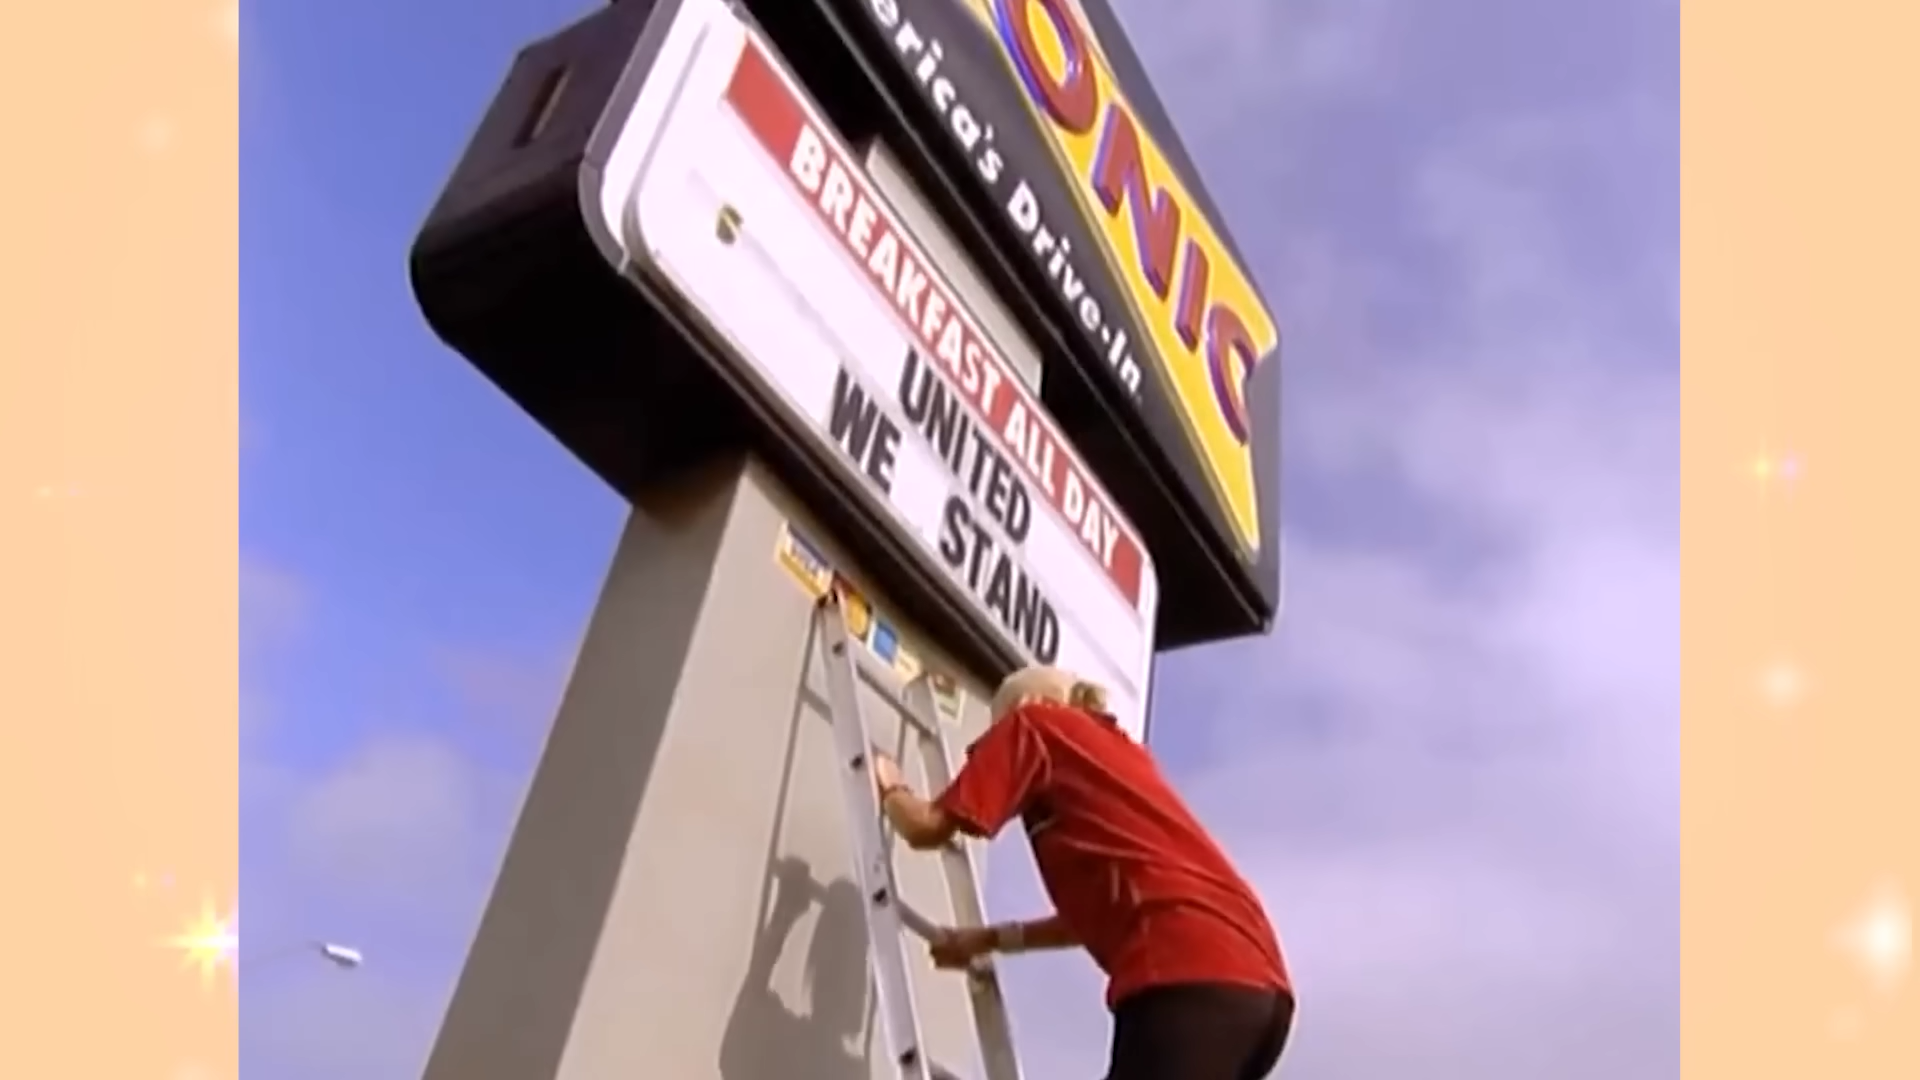 ONIC
erica's Drive-In
BREAKFAST ALL DAY
UNITED
WE STAND